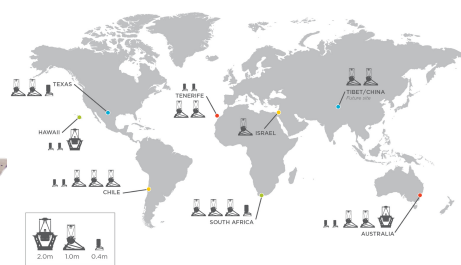 TEXAS
TENERIFE
TIBET/CHINA
Future site
HAWAII
ISRAEL
CHILE
SOUTH AFRICA
AUSTRALIA
2.0m 1.0m 0.4m